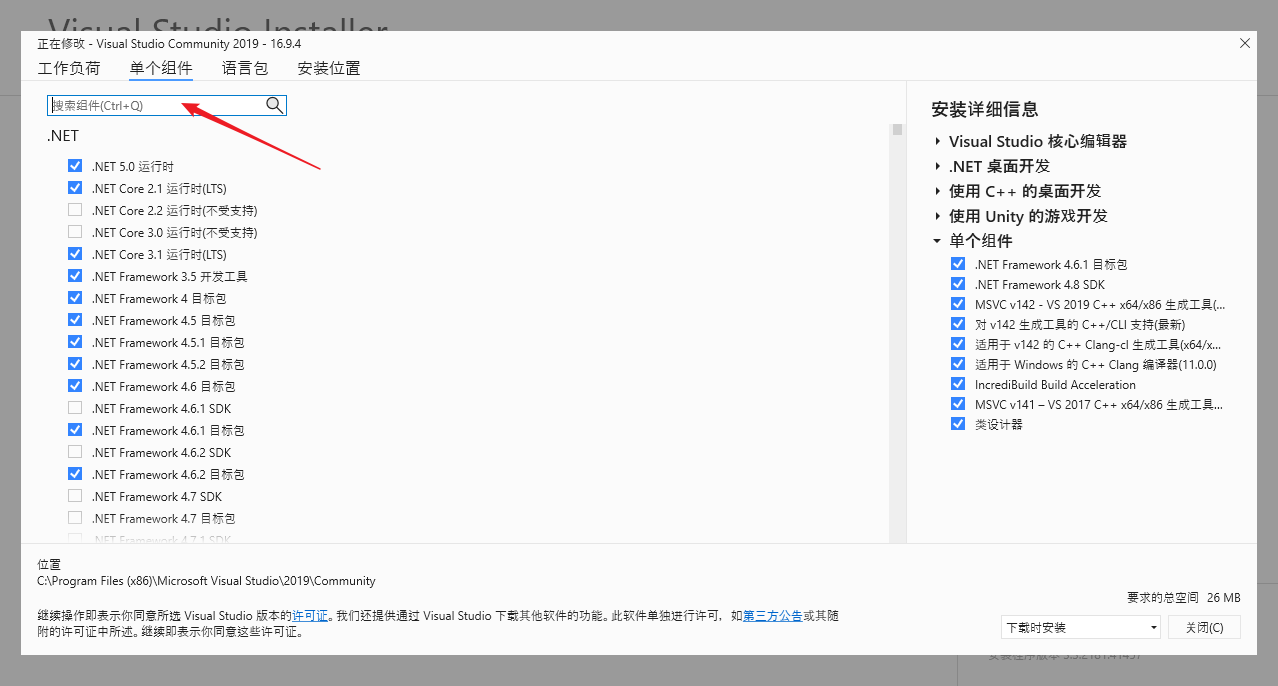 Visual Studio Installer
正在修改 - Visual Studio Community 2019 - 16.9.4
工作负荷 单个组件 语言包 安装位置
搜索组件(Ctrl+Q)
.NET
.NET 5.0 运行时
.NET Core 2.1 运行时(LTS)
.NET Core 2.2 运行时(不受支持)
.NET Core 3.0 运行时(不受支持)
.NET Core 3.1 运行时(LTS)
.NET Framework 3.5 开发工具
.NET Framework 4 目标包
.NET Framework 4.5 目标包
.NET Framework 4.5.1 目标包
.NET Framework 4.5.2 目标包
.NET Framework 4.6 目标包
.NET Framework 4.6.1 SDK
.NET Framework 4.6.1 目标包
.NET Framework 4.6.2 SDK
.NET Framework 4.6.2 目标包
.NET Framework 4.7 SDK
.NET Framework 4.7 目标包
.NET Framework 4.7.1 SDK
安装详细信息
Visual Studio 核心编辑器
.NET 桌面开发
使用 C++ 的桌面开发
使用 Unity 的游戏开发
单个组件
.NET Framework 4.6.1 目标包
.NET Framework 4.8 SDK
MSVC v142 - VS 2019 C++ x64/x86 生成工具(...
对 v142 生成工具的 C++/CLI 支持(最新)
适用于 v142 的 C++ Clang-cl 生成工具(x64/x...
适用于 Windows 的 C++ Clang 编译器(11.0.0)
IncrediBuild Build Acceleration
MSVC v141 – VS 2017 C++ x64/x86 生成工具...
类设计器
位置
C:\Program Files (x86)\Microsoft Visual Studio\2019\Community
继续操作即表示你同意所选 Visual Studio 版本的许可证。我们还提供通过 Visual Studio 下载其他软件的功能。此软件单独进行许可，如第三方公告或其随
附的许可证中所述。继续即表示你同意这些许可证。
要求的总空间 26 MB
下载时安装
关闭(C)